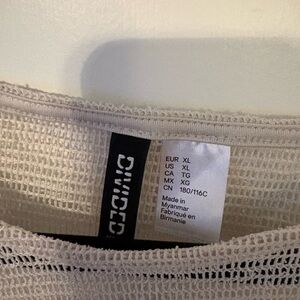 DIVIDED
EUR XL
US XL
CA TG
MX XG
CN 180/116C
Made in
Myanmar
Fabriqué en
Birmanie